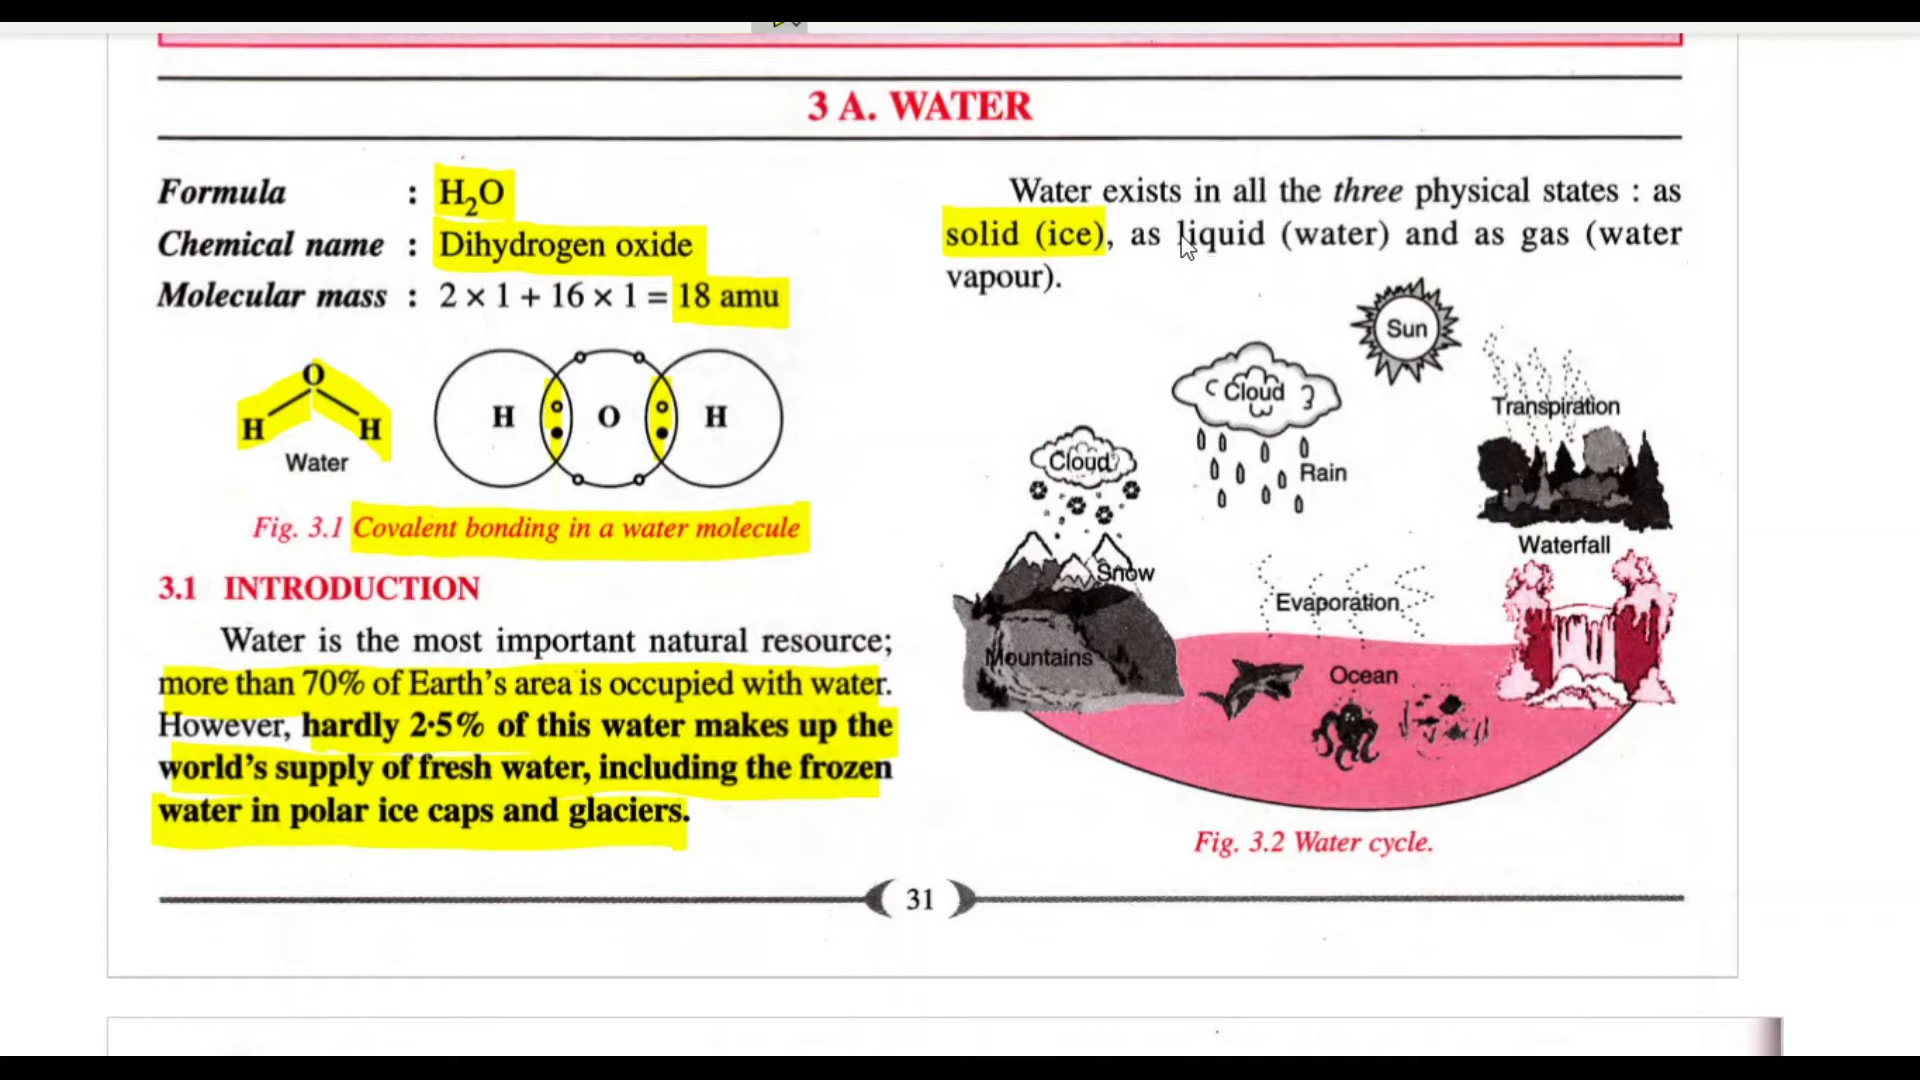 3 A. WATER
Formula : H₂O
Chemical name : Dihydrogen oxide
Molecular mass : 2 × 1 + 16 × 1 = 18 amu
O
H H
Water
H O H
Fig. 3.1 Covalent bonding in a water molecule
3.1 INTRODUCTION
Water is the most important natural resource;
more than 70% of Earth's area is occupied with water.
However, hardly 2·5% of this water makes up the
world's supply of fresh water, including the frozen
water in polar ice caps and glaciers.
Water exists in all the three physical states : as
solid (ice), as liquid (water) and as gas (water
vapour).
Sun
Cloud
Transpiration
Cloud
Rain
Waterfall
Snow
Evaporation
Mountains
Ocean
Fig. 3.2 Water cycle.
31